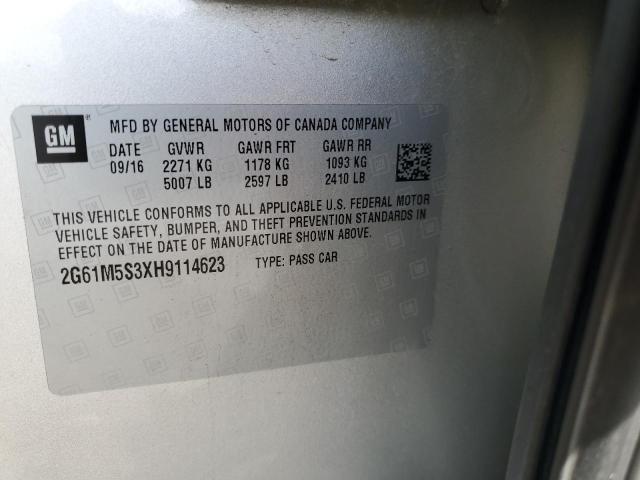 GM
MFD BY GENERAL MOTORS OF CANADA COMPANY
DATE GVWR GAWR FRT GAWR RR
09/16 2271 KG 1178 KG 1093 KG
5007 LB 2597 LB 2410 LB
THIS VEHICLE CONFORMS TO ALL APPLICABLE U.S. FEDERAL MOTOR
VEHICLE SAFETY, BUMPER, AND THEFT PREVENTION STANDARDS IN
EFFECT ON THE DATE OF MANUFACTURE SHOWN ABOVE.
2G61M5S3XH9114623 TYPE: PASS CAR